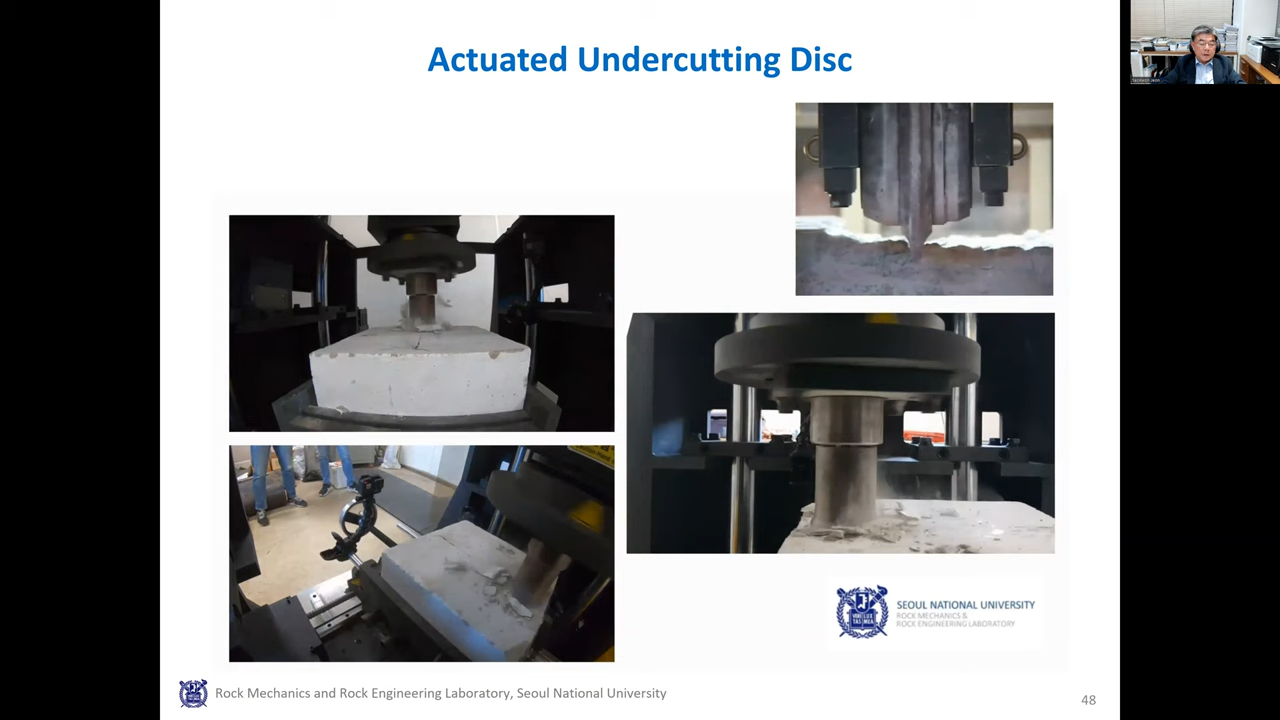 Actuated Undercutting Disc
SEOUL NATIONAL UNIVERSITY
ROCK MECHANICS &
ROCK ENGINEERING LABORATORY
Rock Mechanics and Rock Engineering Laboratory, Seoul National University
48